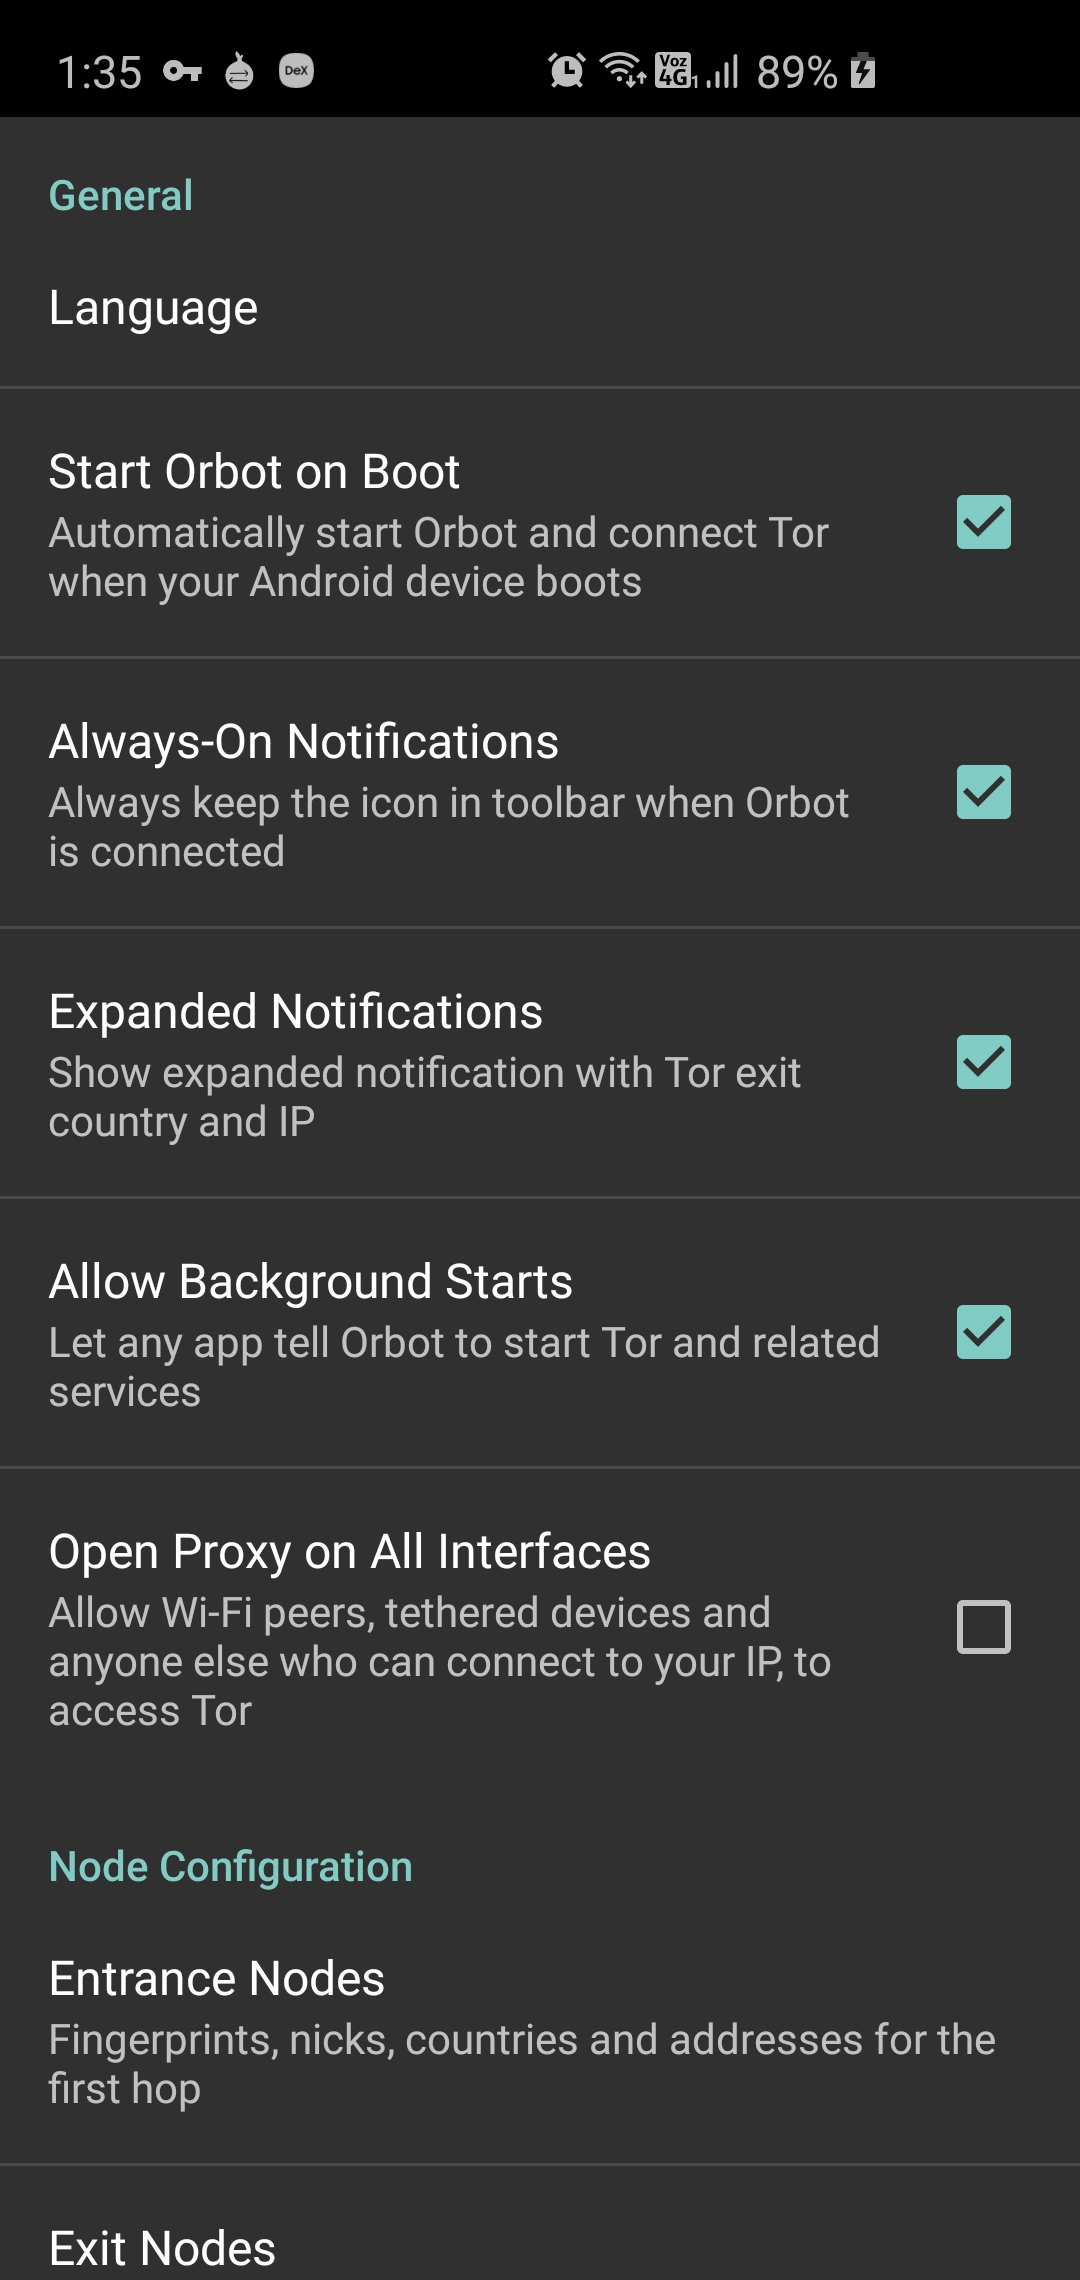 1:35 DeX Voz 4G 1 89%
General
Language
Start Orbot on Boot
Automatically start Orbot and connect Tor
when your Android device boots
Always-On Notifications
Always keep the icon in toolbar when Orbot
is connected
Expanded Notifications
Show expanded notification with Tor exit
country and IP
Allow Background Starts
Let any app tell Orbot to start Tor and related
services
Open Proxy on All Interfaces
Allow Wi-Fi peers, tethered devices and
anyone else who can connect to your IP, to
access Tor
Node Configuration
Entrance Nodes
Fingerprints, nicks, countries and addresses for the
first hop
Exit Nodes